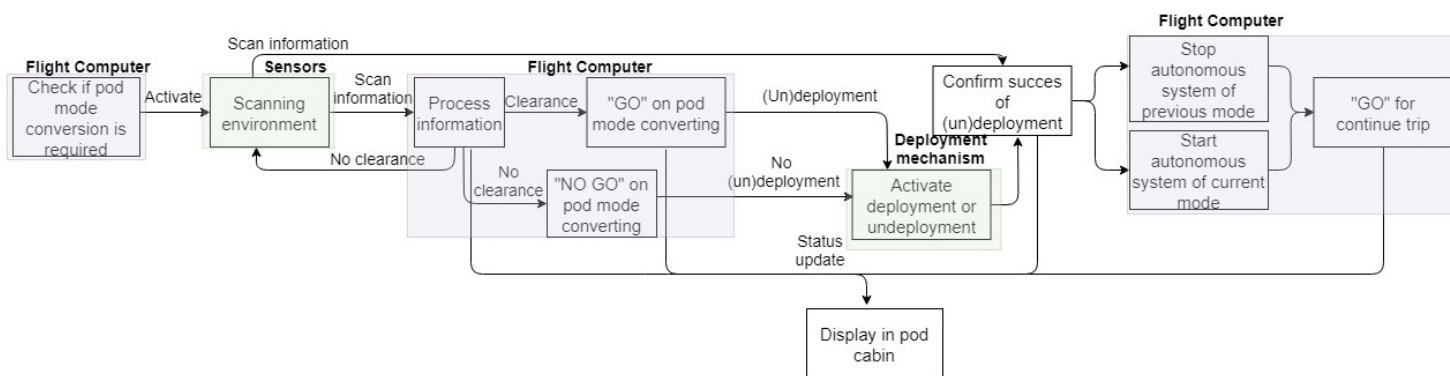 Flight Computer
Check if pod
mode
conversion is
required
Activate
Scan information
Sensors
Scanning
environment
Scan
information
No clearance
Flight Computer
Process
information
Clearance
"GO" on pod
mode converting
No
clearance
"NO GO" on
pod mode
converting
(Un)deployment
No
(un)deployment
Deployment
mechanism
Activate
deployment or
undeployment
Confirm succes
of
(un)deployment
Status
update
Display in pod
cabin
Flight Computer
Stop
autonomous
system of
previous mode
Start
autonomous
system of current
mode
"GO" for
continue trip